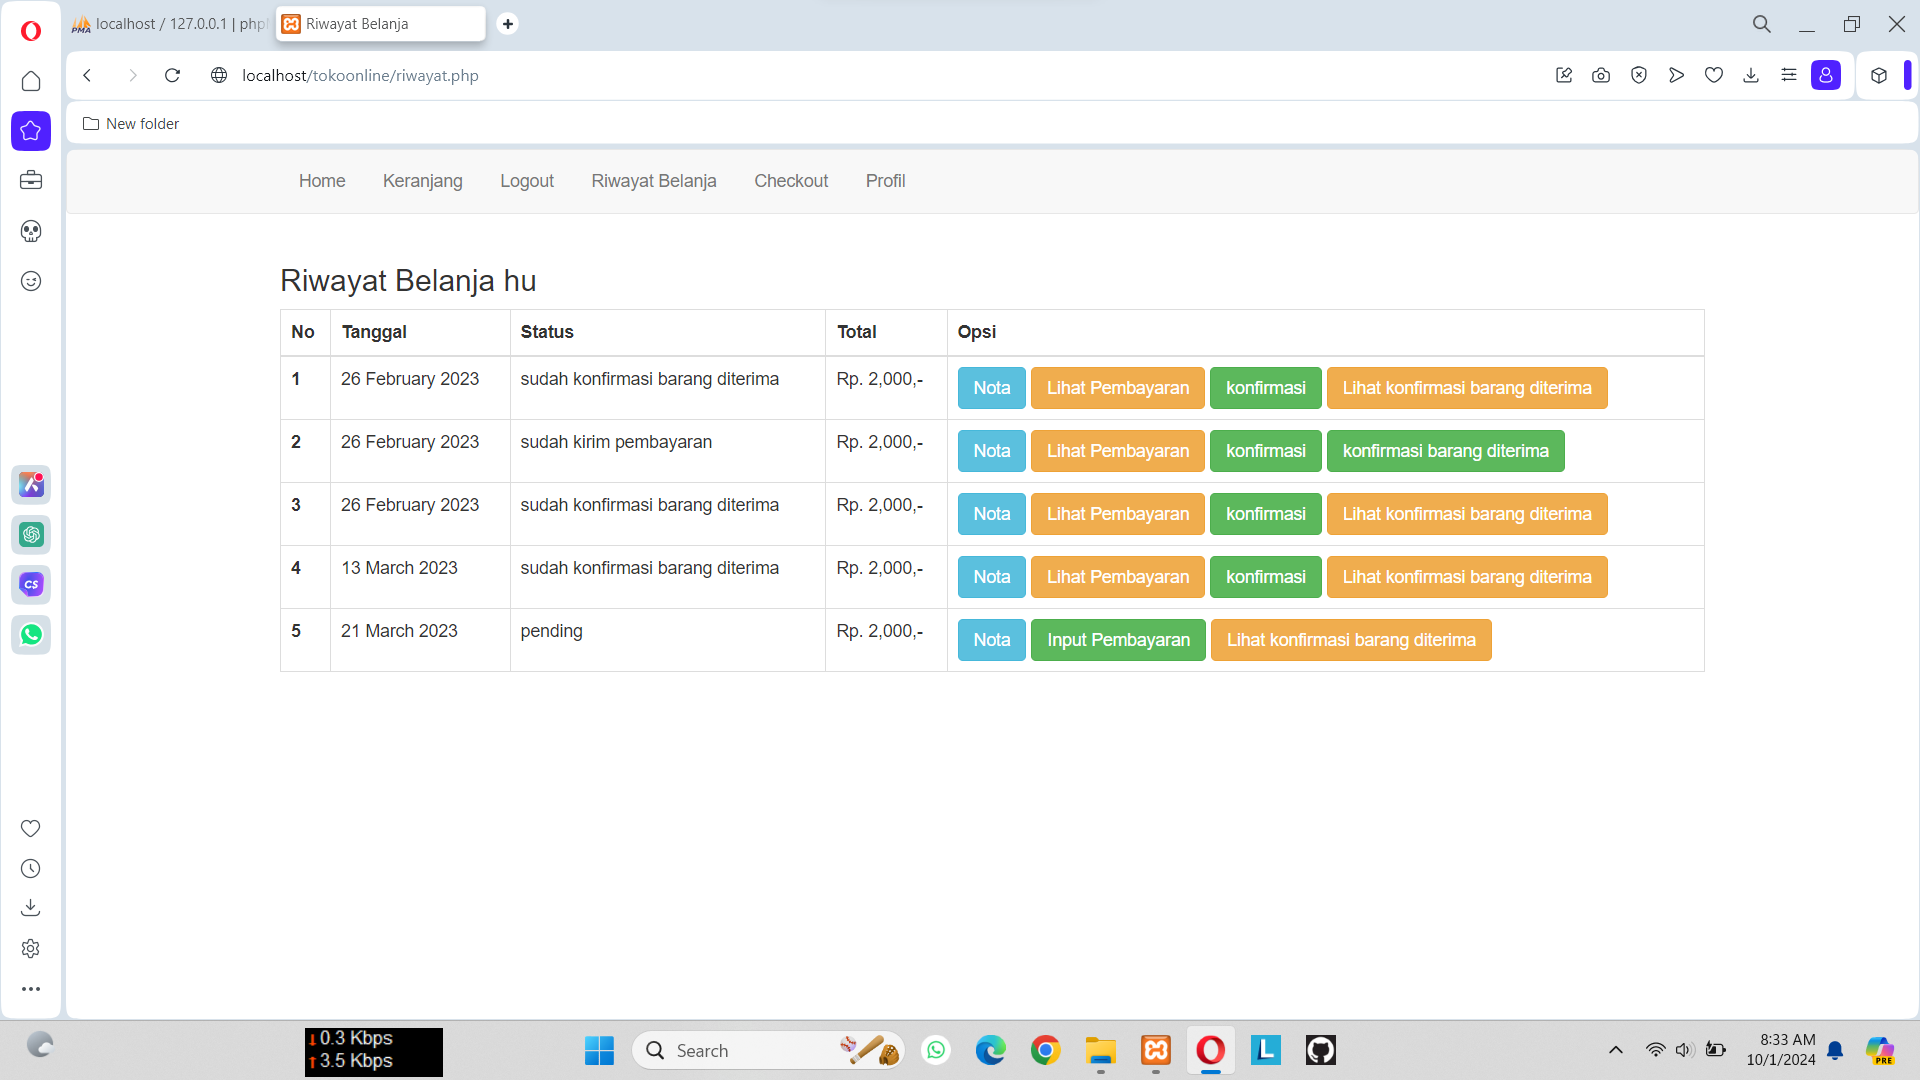 localhost / 127.0.0.1 | php
Riwayat Belanja
localhost/tokoonline/riwayat.php
New folder
Home Keranjang Logout Riwayat Belanja Checkout Profil
Riwayat Belanja hu
No Tanggal Status Total Opsi
1 26 February 2023 sudah konfirmasi barang diterima Rp. 2,000,- Nota Lihat Pembayaran konfirmasi Lihat konfirmasi barang diterima
2 26 February 2023 sudah kirim pembayaran Rp. 2,000,- Nota Lihat Pembayaran konfirmasi konfirmasi barang diterima
3 26 February 2023 sudah konfirmasi barang diterima Rp. 2,000,- Nota Lihat Pembayaran konfirmasi Lihat konfirmasi barang diterima
4 13 March 2023 sudah konfirmasi barang diterima Rp. 2,000,- Nota Lihat Pembayaran konfirmasi Lihat konfirmasi barang diterima
5 21 March 2023 pending Rp. 2,000,- Nota Input Pembayaran Lihat konfirmasi barang diterima
CS
0.3 Kbps
3.5 Kbps
Search
L
8:33 AM
10/1/2024
PRE
PMA